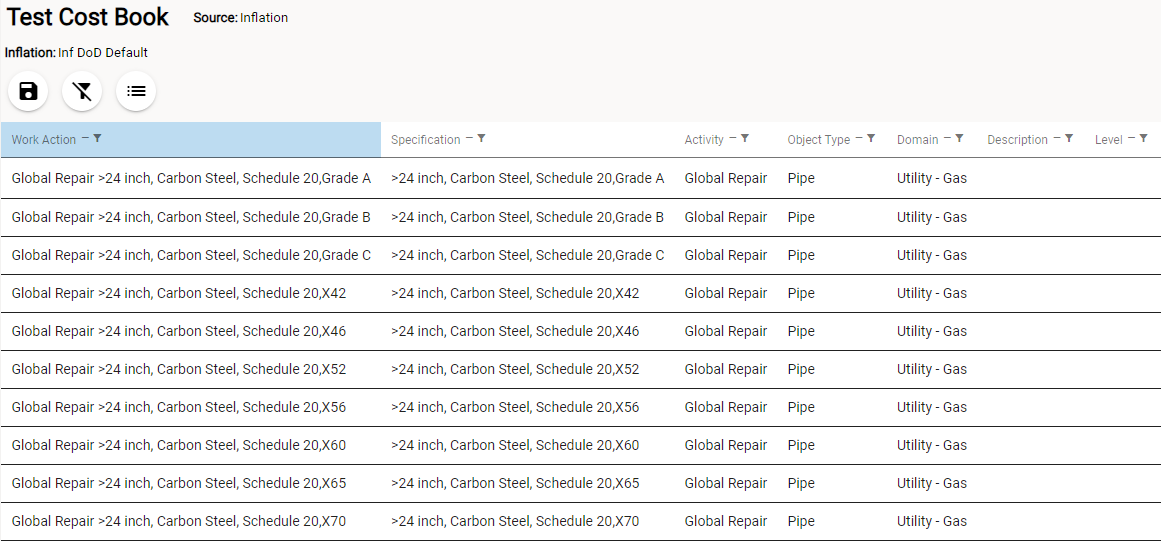 Test Cost Book Source: Inflation
Inflation: Inf DoD Default
Work Action Specification Activity Object Type Domain Description Level
Global Repair >24 inch, Carbon Steel, Schedule 20,Grade A >24 inch, Carbon Steel, Schedule 20,Grade A Global Repair Pipe Utility - Gas
Global Repair >24 inch, Carbon Steel, Schedule 20,Grade B >24 inch, Carbon Steel, Schedule 20,Grade B Global Repair Pipe Utility - Gas
Global Repair >24 inch, Carbon Steel, Schedule 20,Grade C >24 inch, Carbon Steel, Schedule 20,Grade C Global Repair Pipe Utility - Gas
Global Repair >24 inch, Carbon Steel, Schedule 20,X42 >24 inch, Carbon Steel, Schedule 20,X42 Global Repair Pipe Utility - Gas
Global Repair >24 inch, Carbon Steel, Schedule 20,X46 >24 inch, Carbon Steel, Schedule 20,X46 Global Repair Pipe Utility - Gas
Global Repair >24 inch, Carbon Steel, Schedule 20,X52 >24 inch, Carbon Steel, Schedule 20,X52 Global Repair Pipe Utility - Gas
Global Repair >24 inch, Carbon Steel, Schedule 20,X56 >24 inch, Carbon Steel, Schedule 20,X56 Global Repair Pipe Utility - Gas
Global Repair >24 inch, Carbon Steel, Schedule 20,X60 >24 inch, Carbon Steel, Schedule 20,X60 Global Repair Pipe Utility - Gas
Global Repair >24 inch, Carbon Steel, Schedule 20,X65 >24 inch, Carbon Steel, Schedule 20,X65 Global Repair Pipe Utility - Gas
Global Repair >24 inch, Carbon Steel, Schedule 20,X70 >24 inch, Carbon Steel, Schedule 20,X70 Global Repair Pipe Utility - Gas